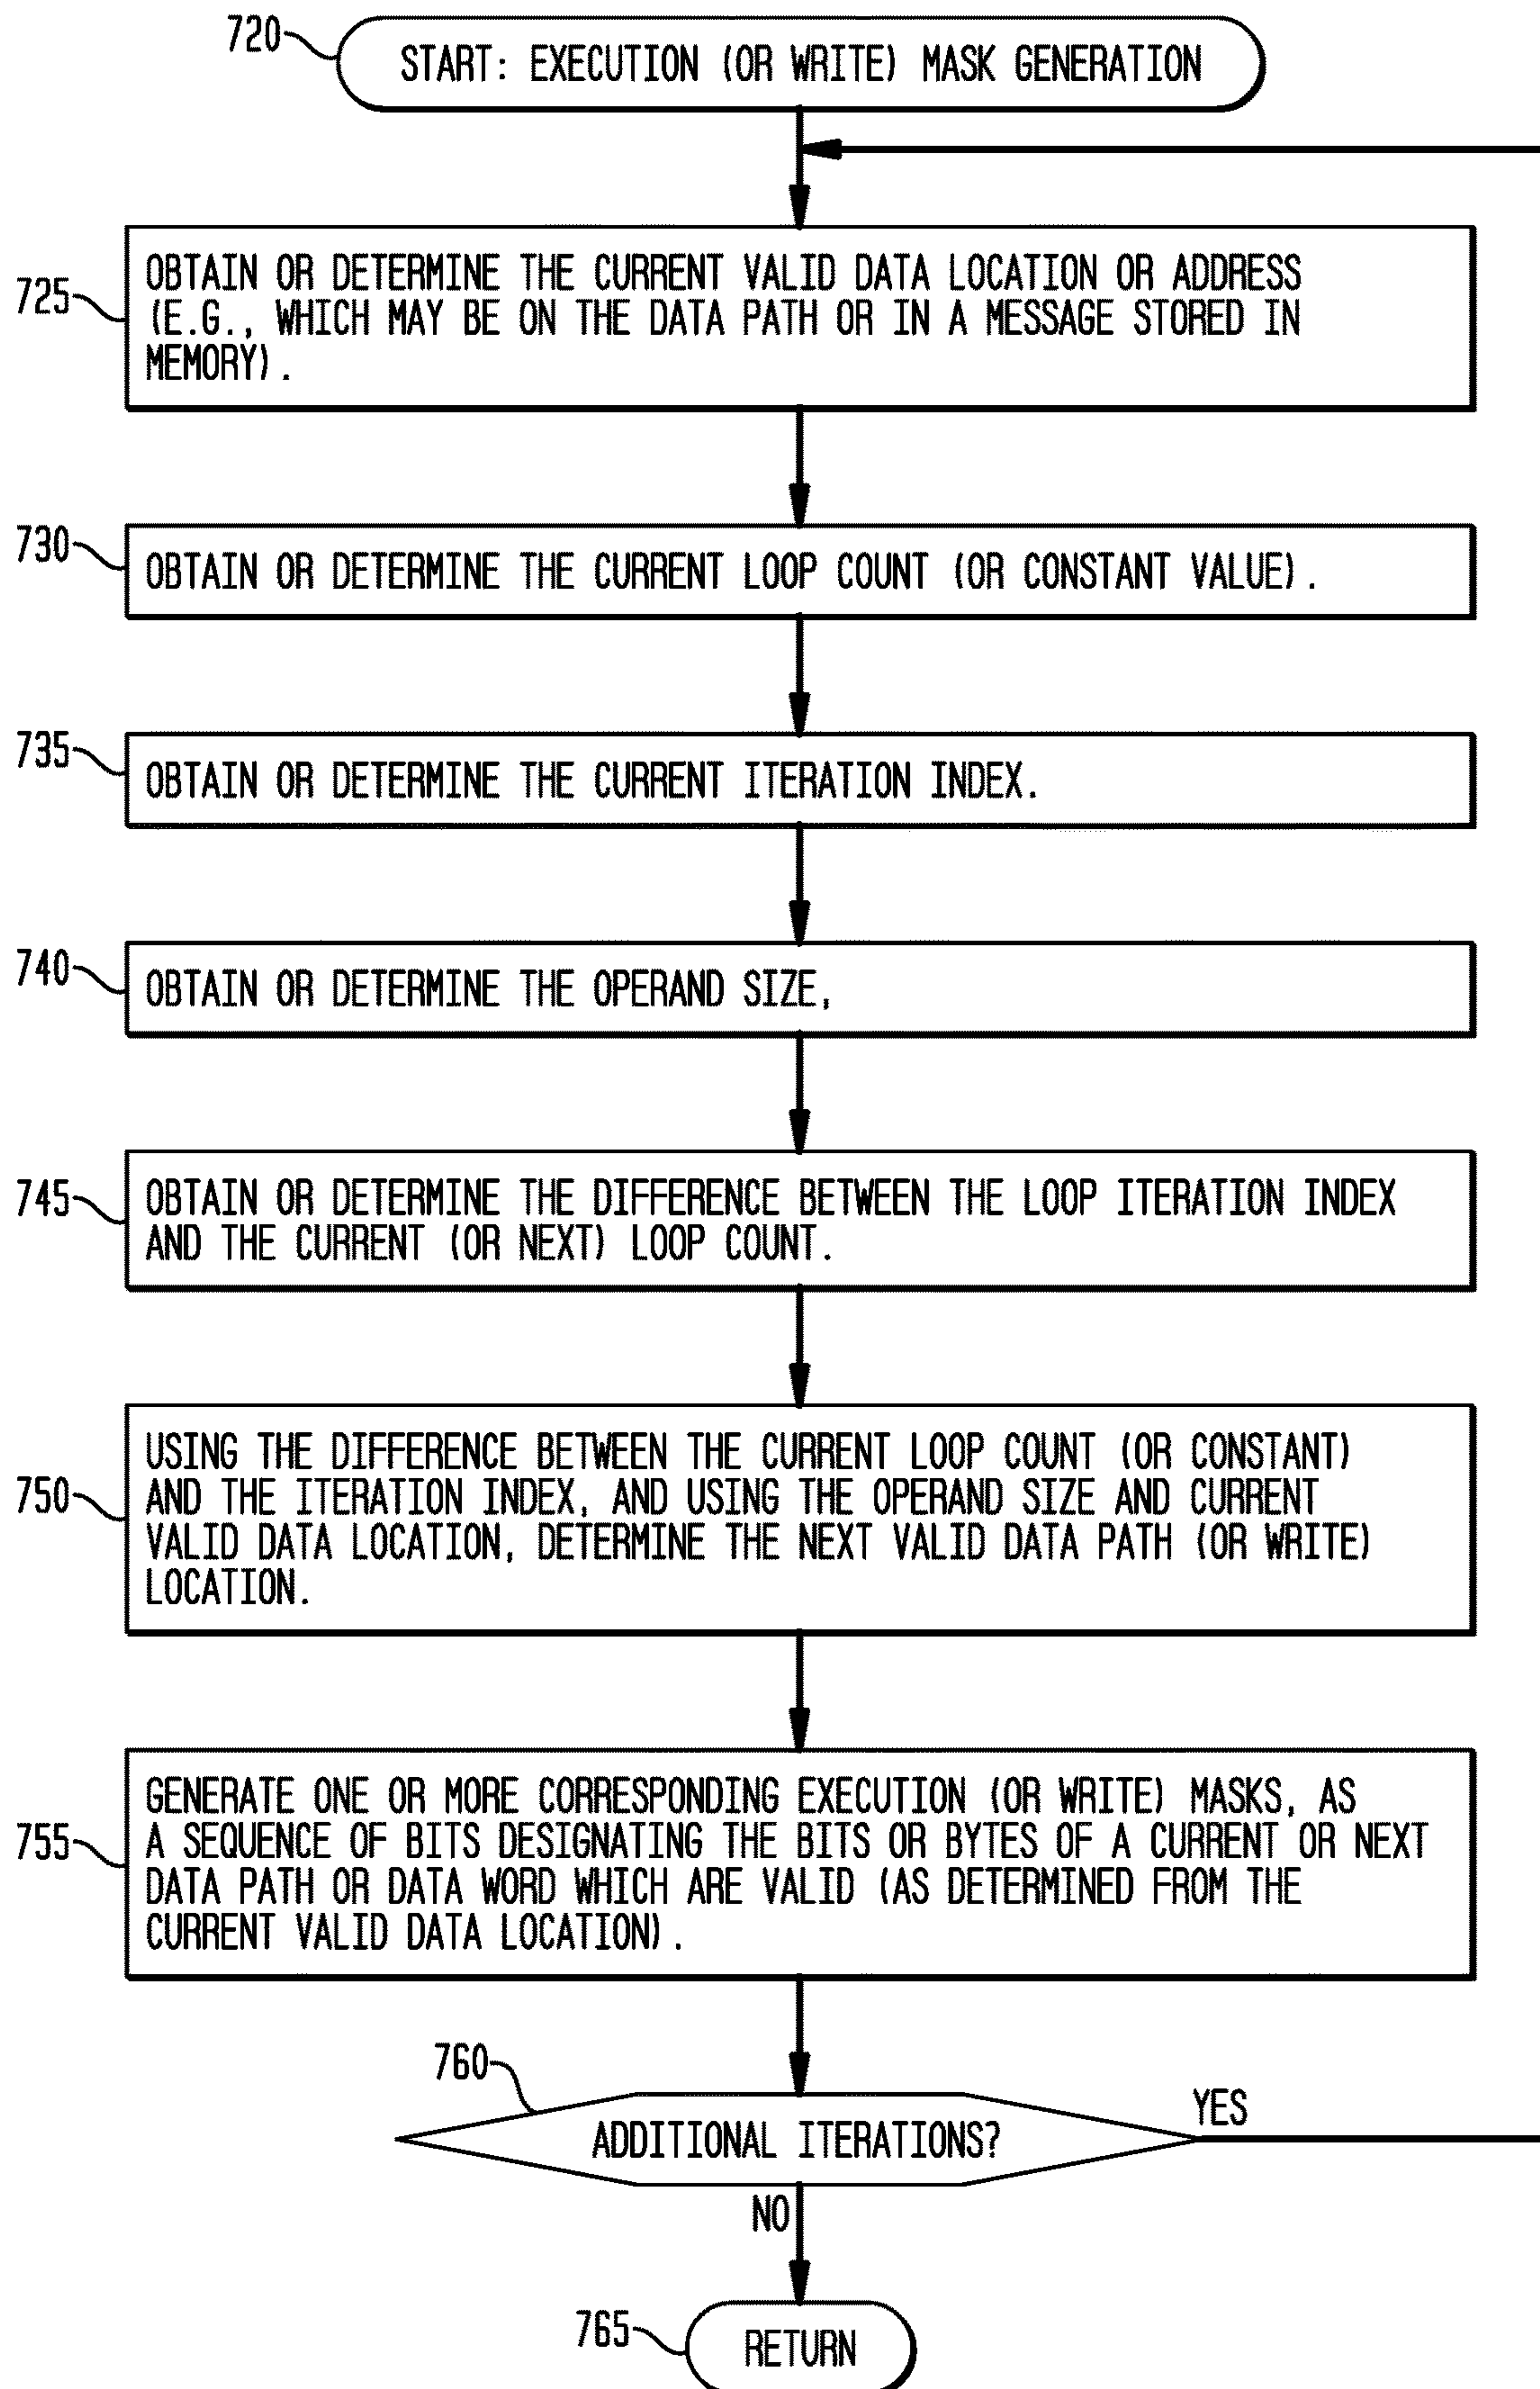 720
START: EXECUTION (OR WRITE) MASK GENERATION
725
OBTAIN OR DETERMINE THE CURRENT VALID DATA LOCATION OR ADDRESS
(E.G., WHICH MAY BE ON THE DATA PATH OR IN A MESSAGE STORED IN
MEMORY).
730
OBTAIN OR DETERMINE THE CURRENT LOOP COUNT (OR CONSTANT VALUE).
735
OBTAIN OR DETERMINE THE CURRENT ITERATION INDEX.
740
OBTAIN OR DETERMINE THE OPERAND SIZE,
745
OBTAIN OR DETERMINE THE DIFFERENCE BETWEEN THE LOOP ITERATION INDEX
AND THE CURRENT (OR NEXT) LOOP COUNT.
750
USING THE DIFFERENCE BETWEEN THE CURRENT LOOP COUNT (OR CONSTANT)
AND THE ITERATION INDEX, AND USING THE OPERAND SIZE AND CURRENT
VALID DATA LOCATION, DETERMINE THE NEXT VALID DATA PATH (OR WRITE)
LOCATION.
755
GENERATE ONE OR MORE CORRESPONDING EXECUTION (OR WRITE) MASKS, AS
A SEQUENCE OF BITS DESIGNATING THE BITS OR BYTES OF A CURRENT OR NEXT
DATA PATH OR DATA WORD WHICH ARE VALID (AS DETERMINED FROM THE
CURRENT VALID DATA LOCATION).
760
ADDITIONAL ITERATIONS?
YES
NO
765
RETURN